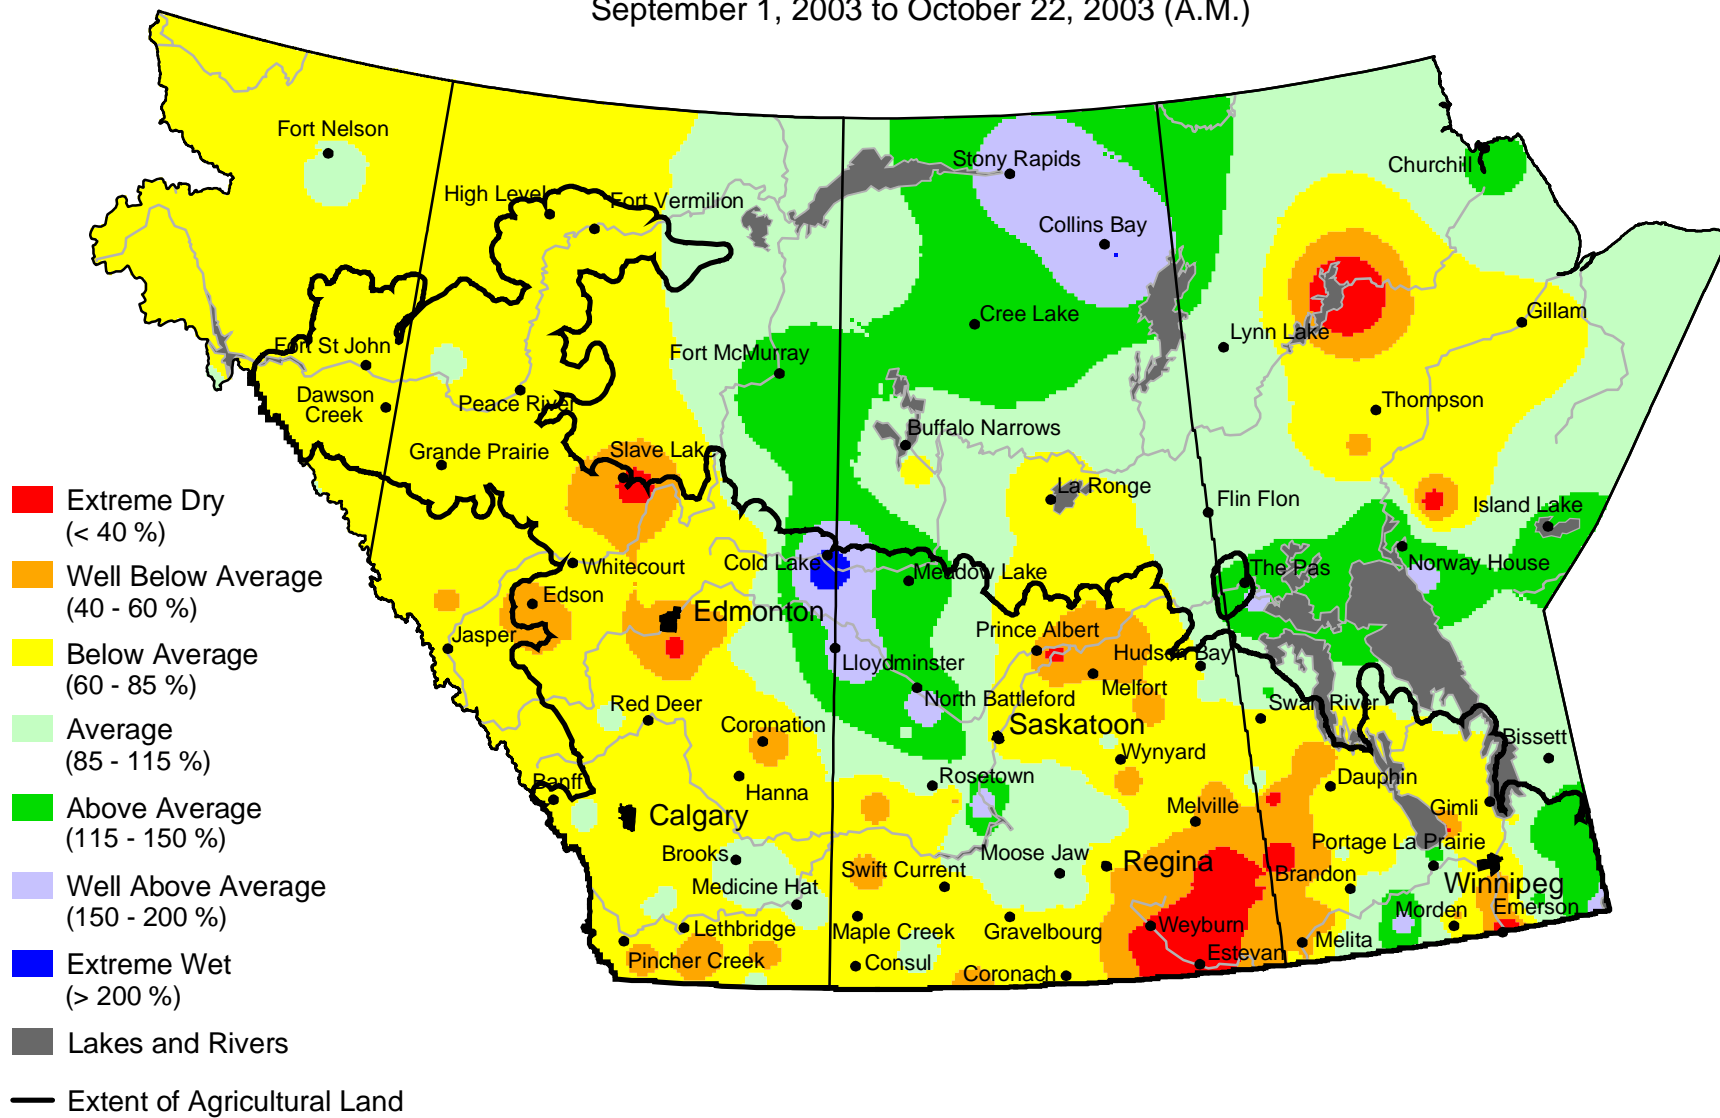 September 1, 2003 to October 22, 2003 (A.M.)
Fort Nelson
High Level
Fort Vermilion
Stony Rapids
Churchill
Collins Bay
Cree Lake
Gillam
Lynn Lake
Fort St John
Fort McMurray
Dawson
Creek
Peace River
Thompson
Buffalo Narrows
Grande Prairie
Slave Lake
La Ronge
Flin Flon
Island Lake
Whitecourt
Cold Lake
Meadow Lake
The Pas
Norway House
Edson
Edmonton
Jasper
Prince Albert
Hudson Bay
Lloydminster
Melfort
North Battleford
Red Deer
Coronation
Saskatoon
Swan River
Wynyard
Bissett
Banff
Hanna
Rosetown
Dauphin
Calgary
Melville
Gimli
Brooks
Moose Jaw
Regina
Portage La Prairie
Medicine Hat
Swift Current
Brandon
Winnipeg
Lethbridge
Maple Creek
Gravelbourg
Weyburn
Morden
Emerson
Pincher Creek
Consul
Coronach
Estevan
Melita
Extreme Dry
(< 40 %)
Well Below Average
(40 - 60 %)
Below Average
(60 - 85 %)
Average
(85 - 115 %)
Above Average
(115 - 150 %)
Well Above Average
(150 - 200 %)
Extreme Wet
(> 200 %)
Lakes and Rivers
Extent of Agricultural Land